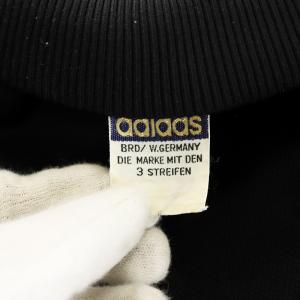 adidas
BRD/ W.GERMANY
DIE MARKE MIT DEN
3 STREIFEN